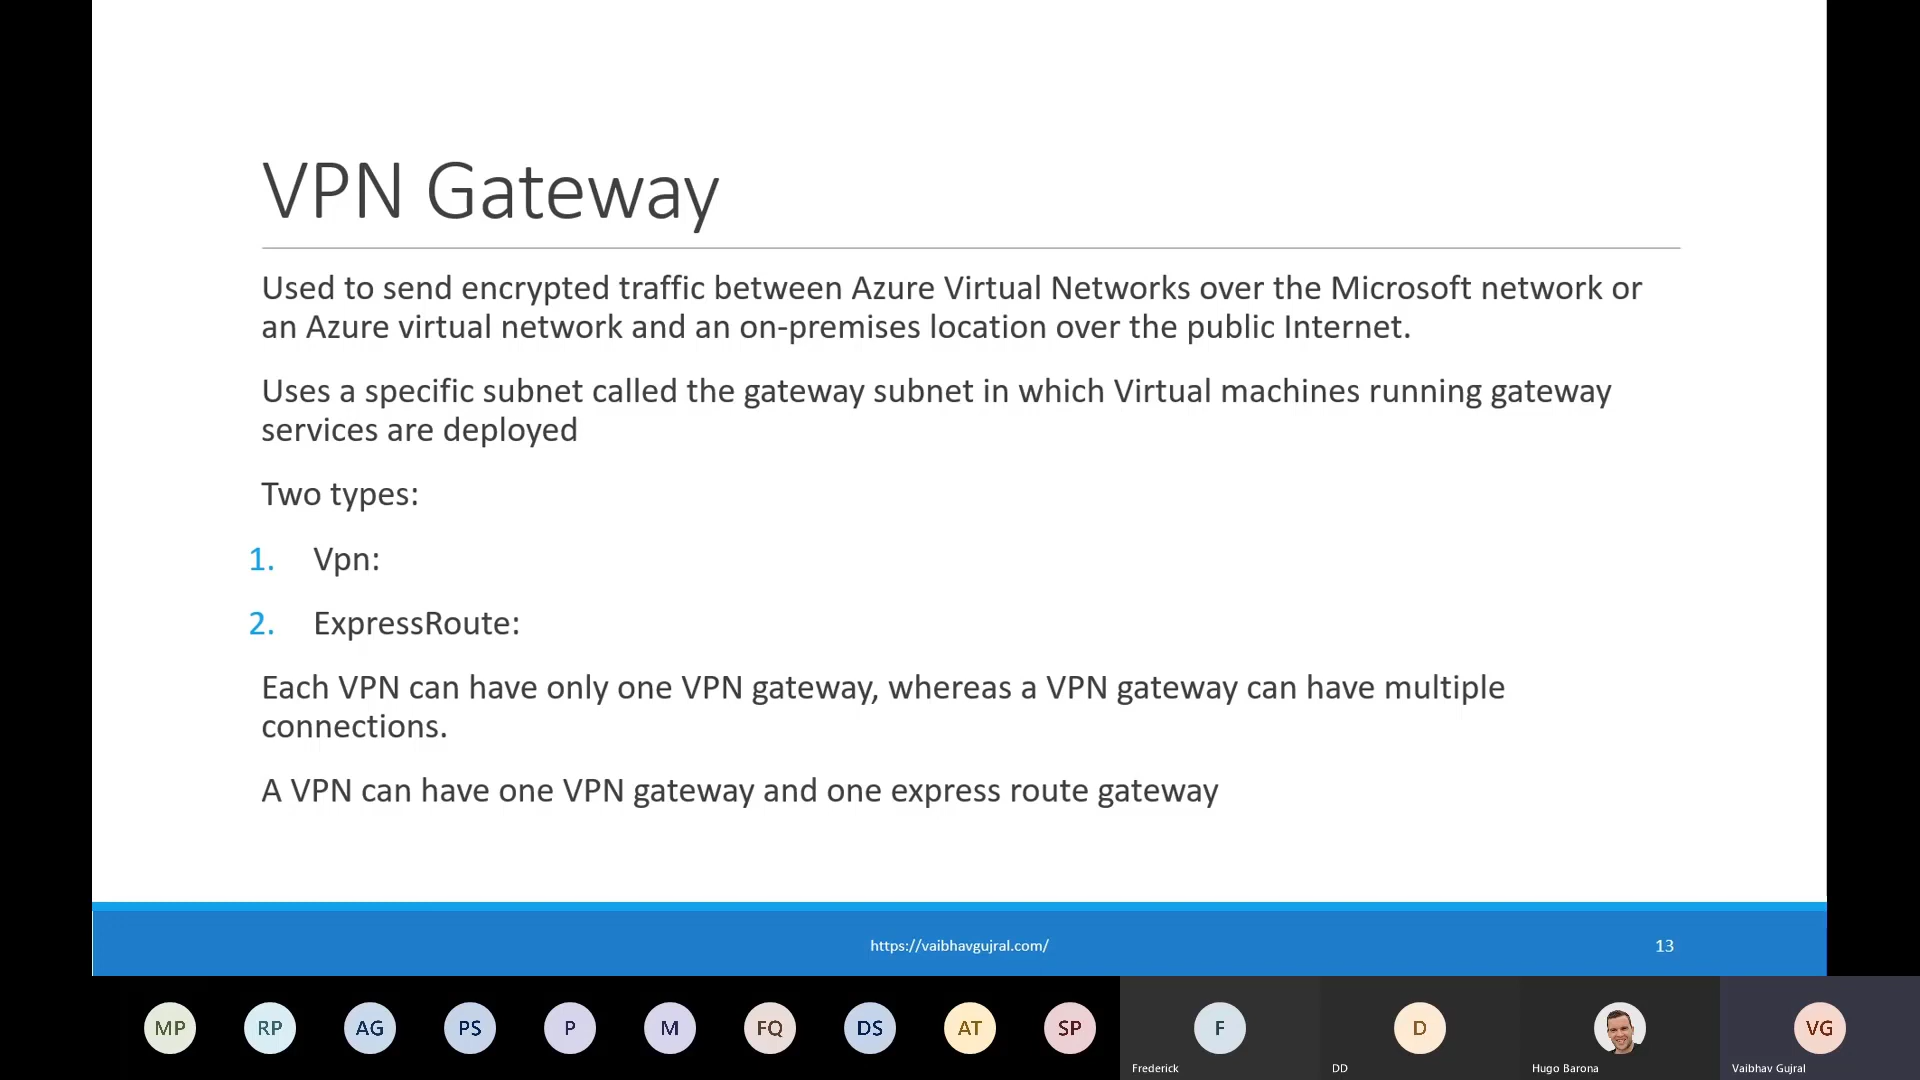 VPN Gateway
Used to send encrypted traffic between Azure Virtual Networks over the Microsoft network or
an Azure virtual network and an on-premises location over the public Internet.
Uses a specific subnet called the gateway subnet in which Virtual machines running gateway
services are deployed
Two types:
1. Vpn:
2. ExpressRoute:
Each VPN can have only one VPN gateway, whereas a VPN gateway can have multiple
connections.
A VPN can have one VPN gateway and one express route gateway
https://vaibhavgujral.com/ 13
MP RP AG PS P M FQ DS AT SP F D VG
Frederick DD Hugo Barona Vaibhav Gujral